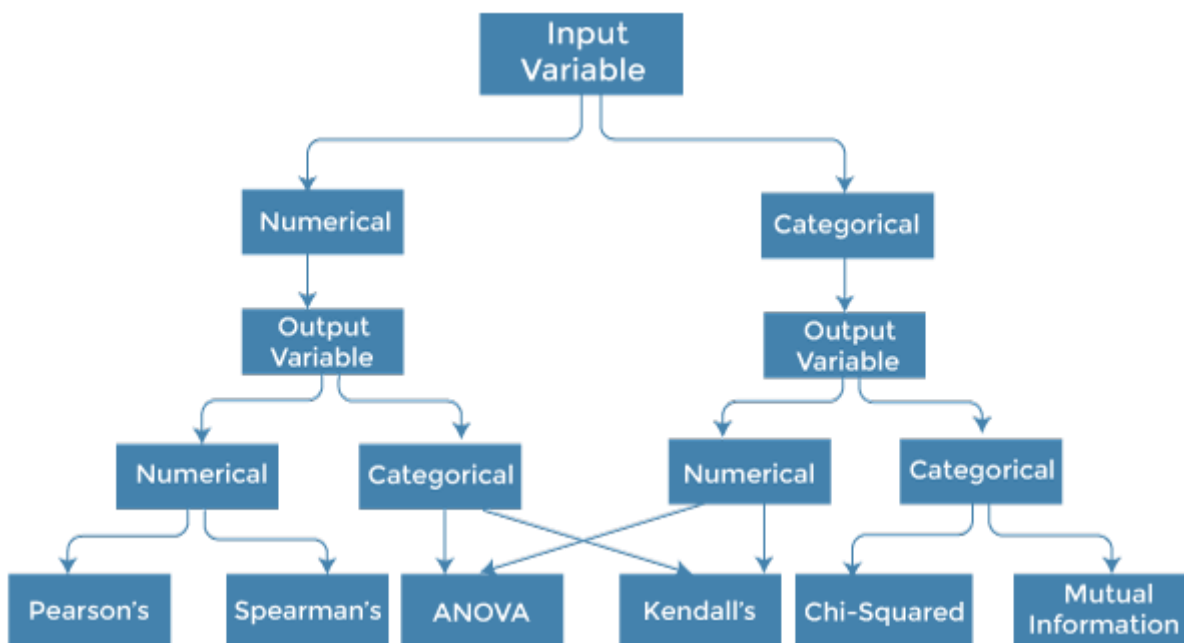 Input
Variable
Numerical
Categorical
Output
Variable
Output
Variable
Numerical
Categorical
Numerical
Categorical
Pearson's
Spearman's
ANOVA
Kendall's
Chi-Squared
Mutual
Information